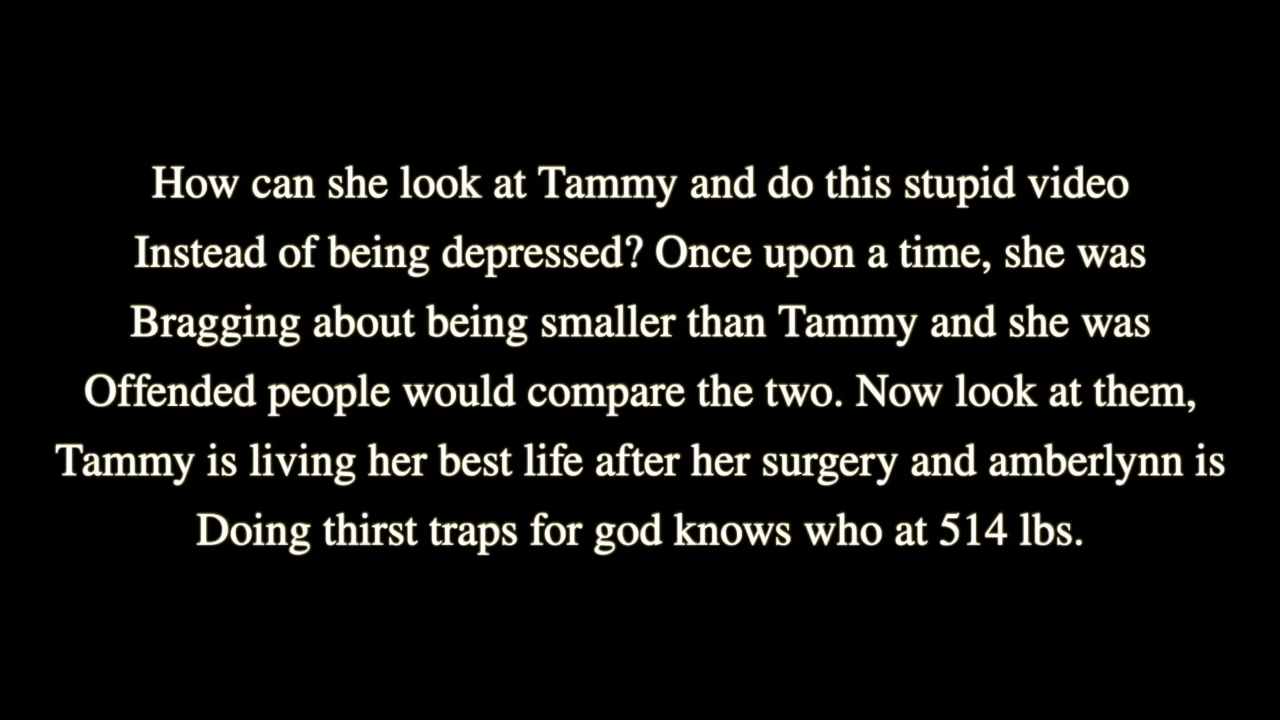 How can she look at Tammy and do this stupid video
Instead of being depressed? Once upon a time, she was
Bragging about being smaller than Tammy and she was
Offended people would compare the two. Now look at them,
Tammy is living her best life after her surgery and amberlynn is
Doing thirst traps for god knows who at 514 lbs.